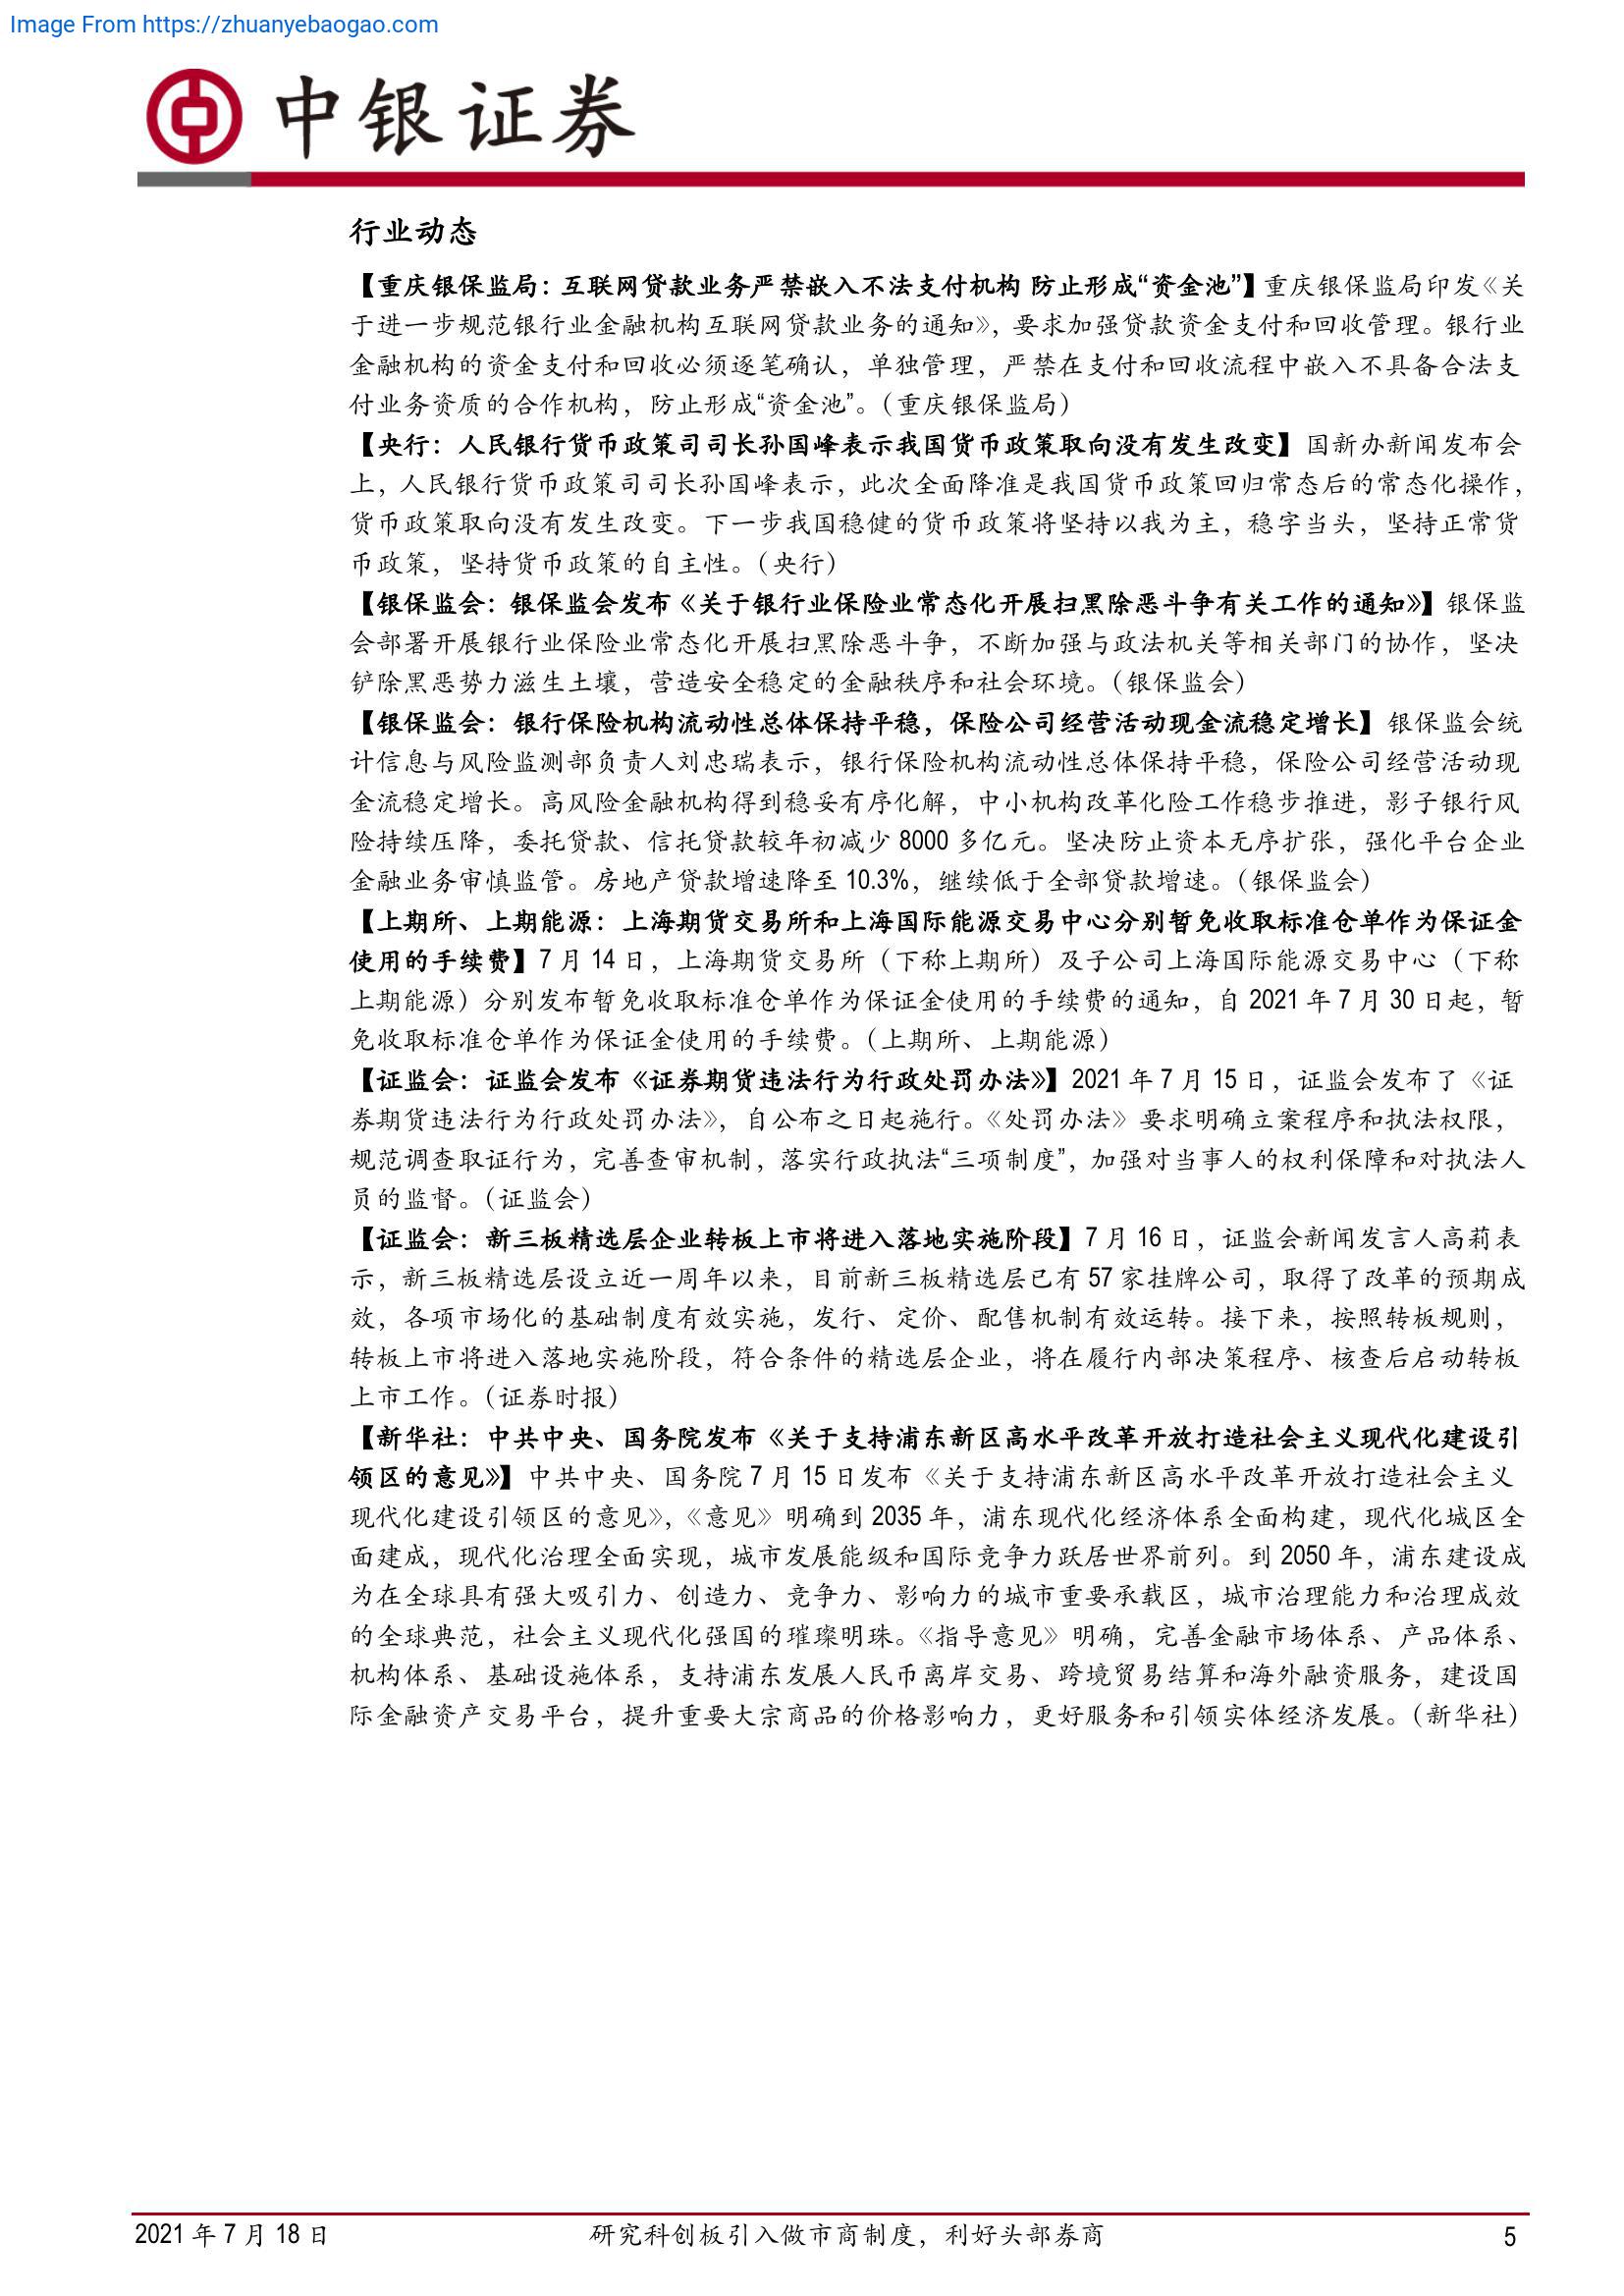 Image From https://zhuanyebaogao.com
中银证券
行业动态
【重庆银保监局：互联网贷款业务严禁嵌入不法支付机构 防止形成“资金池”】重庆银保监局印发《关
于进一步规范银行业金融机构互联网贷款业务的通知》，要求加强贷款资金支付和回收管理。银行业
金融机构的资金支付和回收必须逐笔确认，单独管理，严禁在支付和回收流程中嵌入不具备合法支
付业务资质的合作机构，防止形成“资金池”。（重庆银保监局）
【央行：人民银行货币政策司司长孙国峰表示我国货币政策取向没有发生改变】国新办新闻发布会
上，人民银行货币政策司司长孙国峰表示，此次全面降准是我国货币政策回归常态后的常态化操作，
货币政策取向没有发生改变。下一步我国稳健的货币政策将坚持以我为主，稳字当头，坚持正常货
币政策，坚持货币政策的自主性。（央行）
【银保监会：银保监会发布《关于银行业保险业常态化开展扫黑除恶斗争有关工作的通知》】银保监
会部署开展银行业保险业常态化开展扫黑除恶斗争，不断加强与政法机关等相关部门的协作，坚决
铲除黑恶势力滋生土壤，营造安全稳定的金融秩序和社会环境。（银保监会）
【银保监会：银行保险机构流动性总体保持平稳，保险公司经营活动现金流稳定增长】银保监会统
计信息与风险监测部负责人刘忠瑞表示，银行保险机构流动性总体保持平稳，保险公司经营活动现
金流稳定增长。高风险金融机构得到稳妥有序化解，中小机构改革化险工作稳步推进，影子银行风
险持续压降，委托贷款、信托贷款较年初减少 8000 多亿元。坚决防止资本无序扩张，强化平台企业
金融业务审慎监管。房地产贷款增速降至 10.3%，继续低于全部贷款增速。（银保监会）
【上期所、上期能源：上海期货交易所和上海国际能源交易中心分别暂免收取标准仓单作为保证金
使用的手续费】7 月 14 日，上海期货交易所（下称上期所）及子公司上海国际能源交易中心（下称
上期能源）分别发布暂免收取标准仓单作为保证金使用的手续费的通知，自 2021 年 7 月 30 日起，暂
免收取标准仓单作为保证金使用的手续费。（上期所、上期能源）
【证监会：证监会发布《证券期货违法行为行政处罚办法》】2021 年 7 月 15 日，证监会发布了《证
券期货违法行为行政处罚办法》，自公布之日起施行。《处罚办法》要求明确立案程序和执法权限，
规范调查取证行为，完善查审机制，落实行政执法“三项制度”，加强对当事人的权利保障和对执法人
员的监督。（证监会）
【证监会：新三板精选层企业转板上市将进入落地实施阶段】7 月 16 日，证监会新闻发言人高莉表
示，新三板精选层设立近一周年以来，目前新三板精选层已有 57 家挂牌公司，取得了改革的预期成
效，各项市场化的基础制度有效实施，发行、定价、配售机制有效运转。接下来，按照转板规则，
转板上市将进入落地实施阶段，符合条件的精选层企业，将在履行内部决策程序、核查后启动转板
上市工作。（证券时报）
【新华社：中共中央、国务院发布《关于支持浦东新区高水平改革开放打造社会主义现代化建设引
领区的意见》】中共中央、国务院 7 月 15 日发布《关于支持浦东新区高水平改革开放打造社会主义
现代化建设引领区的意见》，《意见》明确到 2035 年，浦东现代化经济体系全面构建，现代化城区全
面建成，现代化治理全面实现，城市发展能级和国际竞争力跃居世界前列。到 2050 年，浦东建设成
为在全球具有强大吸引力、创造力、竞争力、影响力的城市重要承载区，城市治理能力和治理成效
的全球典范，社会主义现代化强国的璀璨明珠。《指导意见》明确，完善金融市场体系、产品体系、
机构体系、基础设施体系，支持浦东发展人民币离岸交易、跨境贸易结算和海外融资服务，建设国
际金融资产交易平台，提升重要大宗商品的价格影响力，更好服务和引领实体经济发展。（新华社）
2021 年 7 月 18 日
研究科创板引入做市商制度，利好头部券商
5